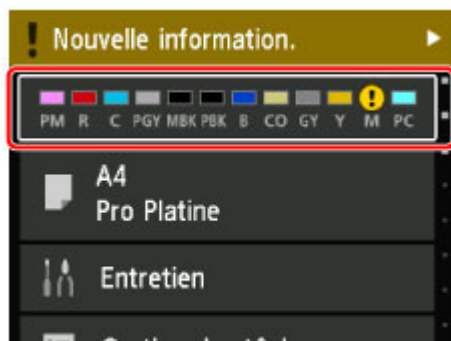 ! Nouvelle information.
PM R C PGY MBK PBK B CO GY Y M PC
A4
Pro Platine
Entretien